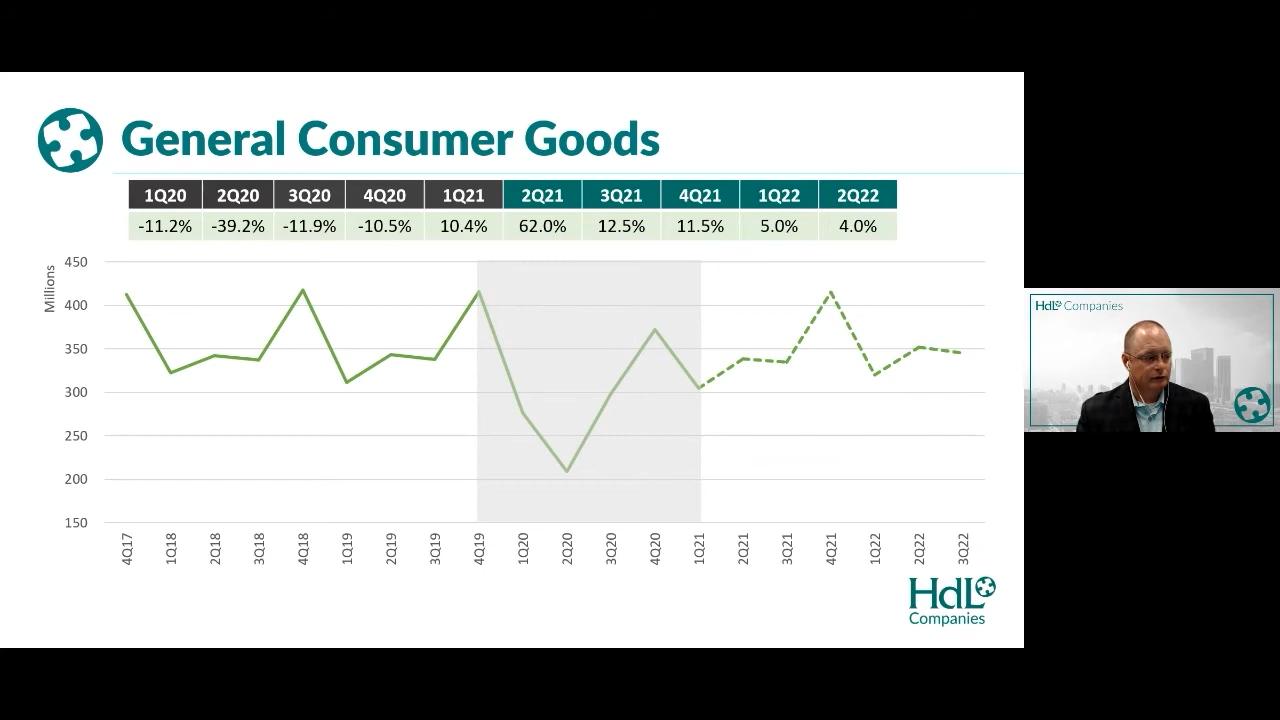 General Consumer Goods
1Q20 2Q20 3Q20 4Q20 1Q21 2Q21 3Q21 4Q21 1Q22 2Q22
-11.2% -39.2% -11.9% -10.5% 10.4% 62.0% 12.5% 11.5% 5.0% 4.0%
Millions
450
400
350
300
250
200
150
4Q17 1Q18 2Q18 3Q18 4Q18 1Q19 2Q19 3Q19 4Q19 1Q20 2Q20 3Q20 4Q20 1Q21 2Q21 3Q21 4Q21 1Q22 2Q22 3Q22
HdL
Companies
HdL Companies